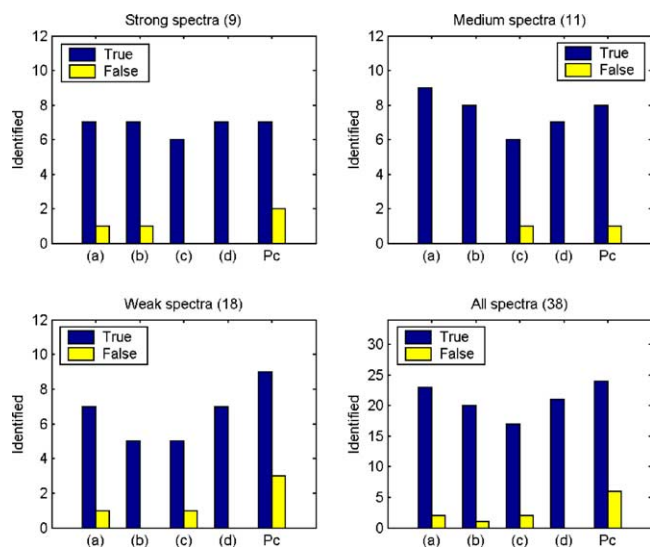 Strong spectra (9)
12
10
8
6
4
2
0
Identified
True
False
(a) (b) (c) (d) Pc
Medium spectra (11)
12
10
8
6
4
2
0
Identified
True
False
(a) (b) (c) (d) Pc
Weak spectra (18)
12
10
8
6
4
2
0
Identified
True
False
(a) (b) (c) (d) Pc
All spectra (38)
30
25
20
15
10
5
0
Identified
True
False
(a) (b) (c) (d) Pc